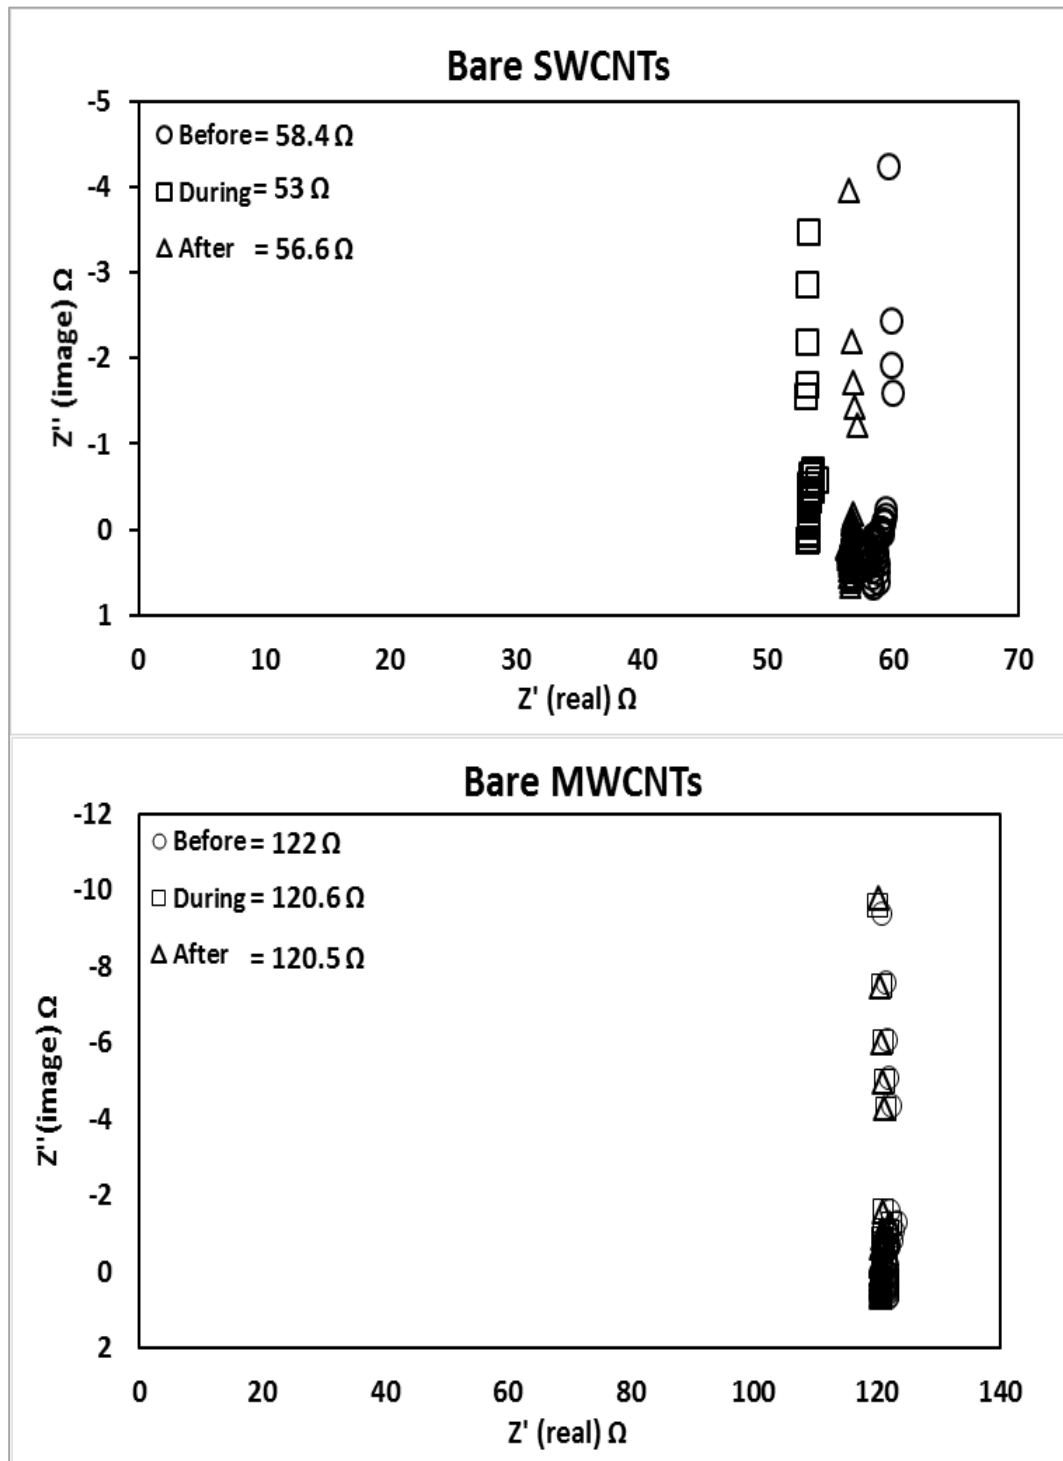 Bare SWCNTs
-5
Before = 58.4 Ω
-4
During = 53 Ω
After = 56.6 Ω
-3
-2
Z'' (image) Ω
-1
0
1
0 10 20 30 40 50 60 70
Z' (real) Ω
Bare MWCNTs
-12
Before = 122 Ω
-10
During = 120.6 Ω
After = 120.5 Ω
-8
-6
Z'' (image) Ω
-4
-2
0
2
0 20 40 60 80 100 120 140
Z' (real) Ω